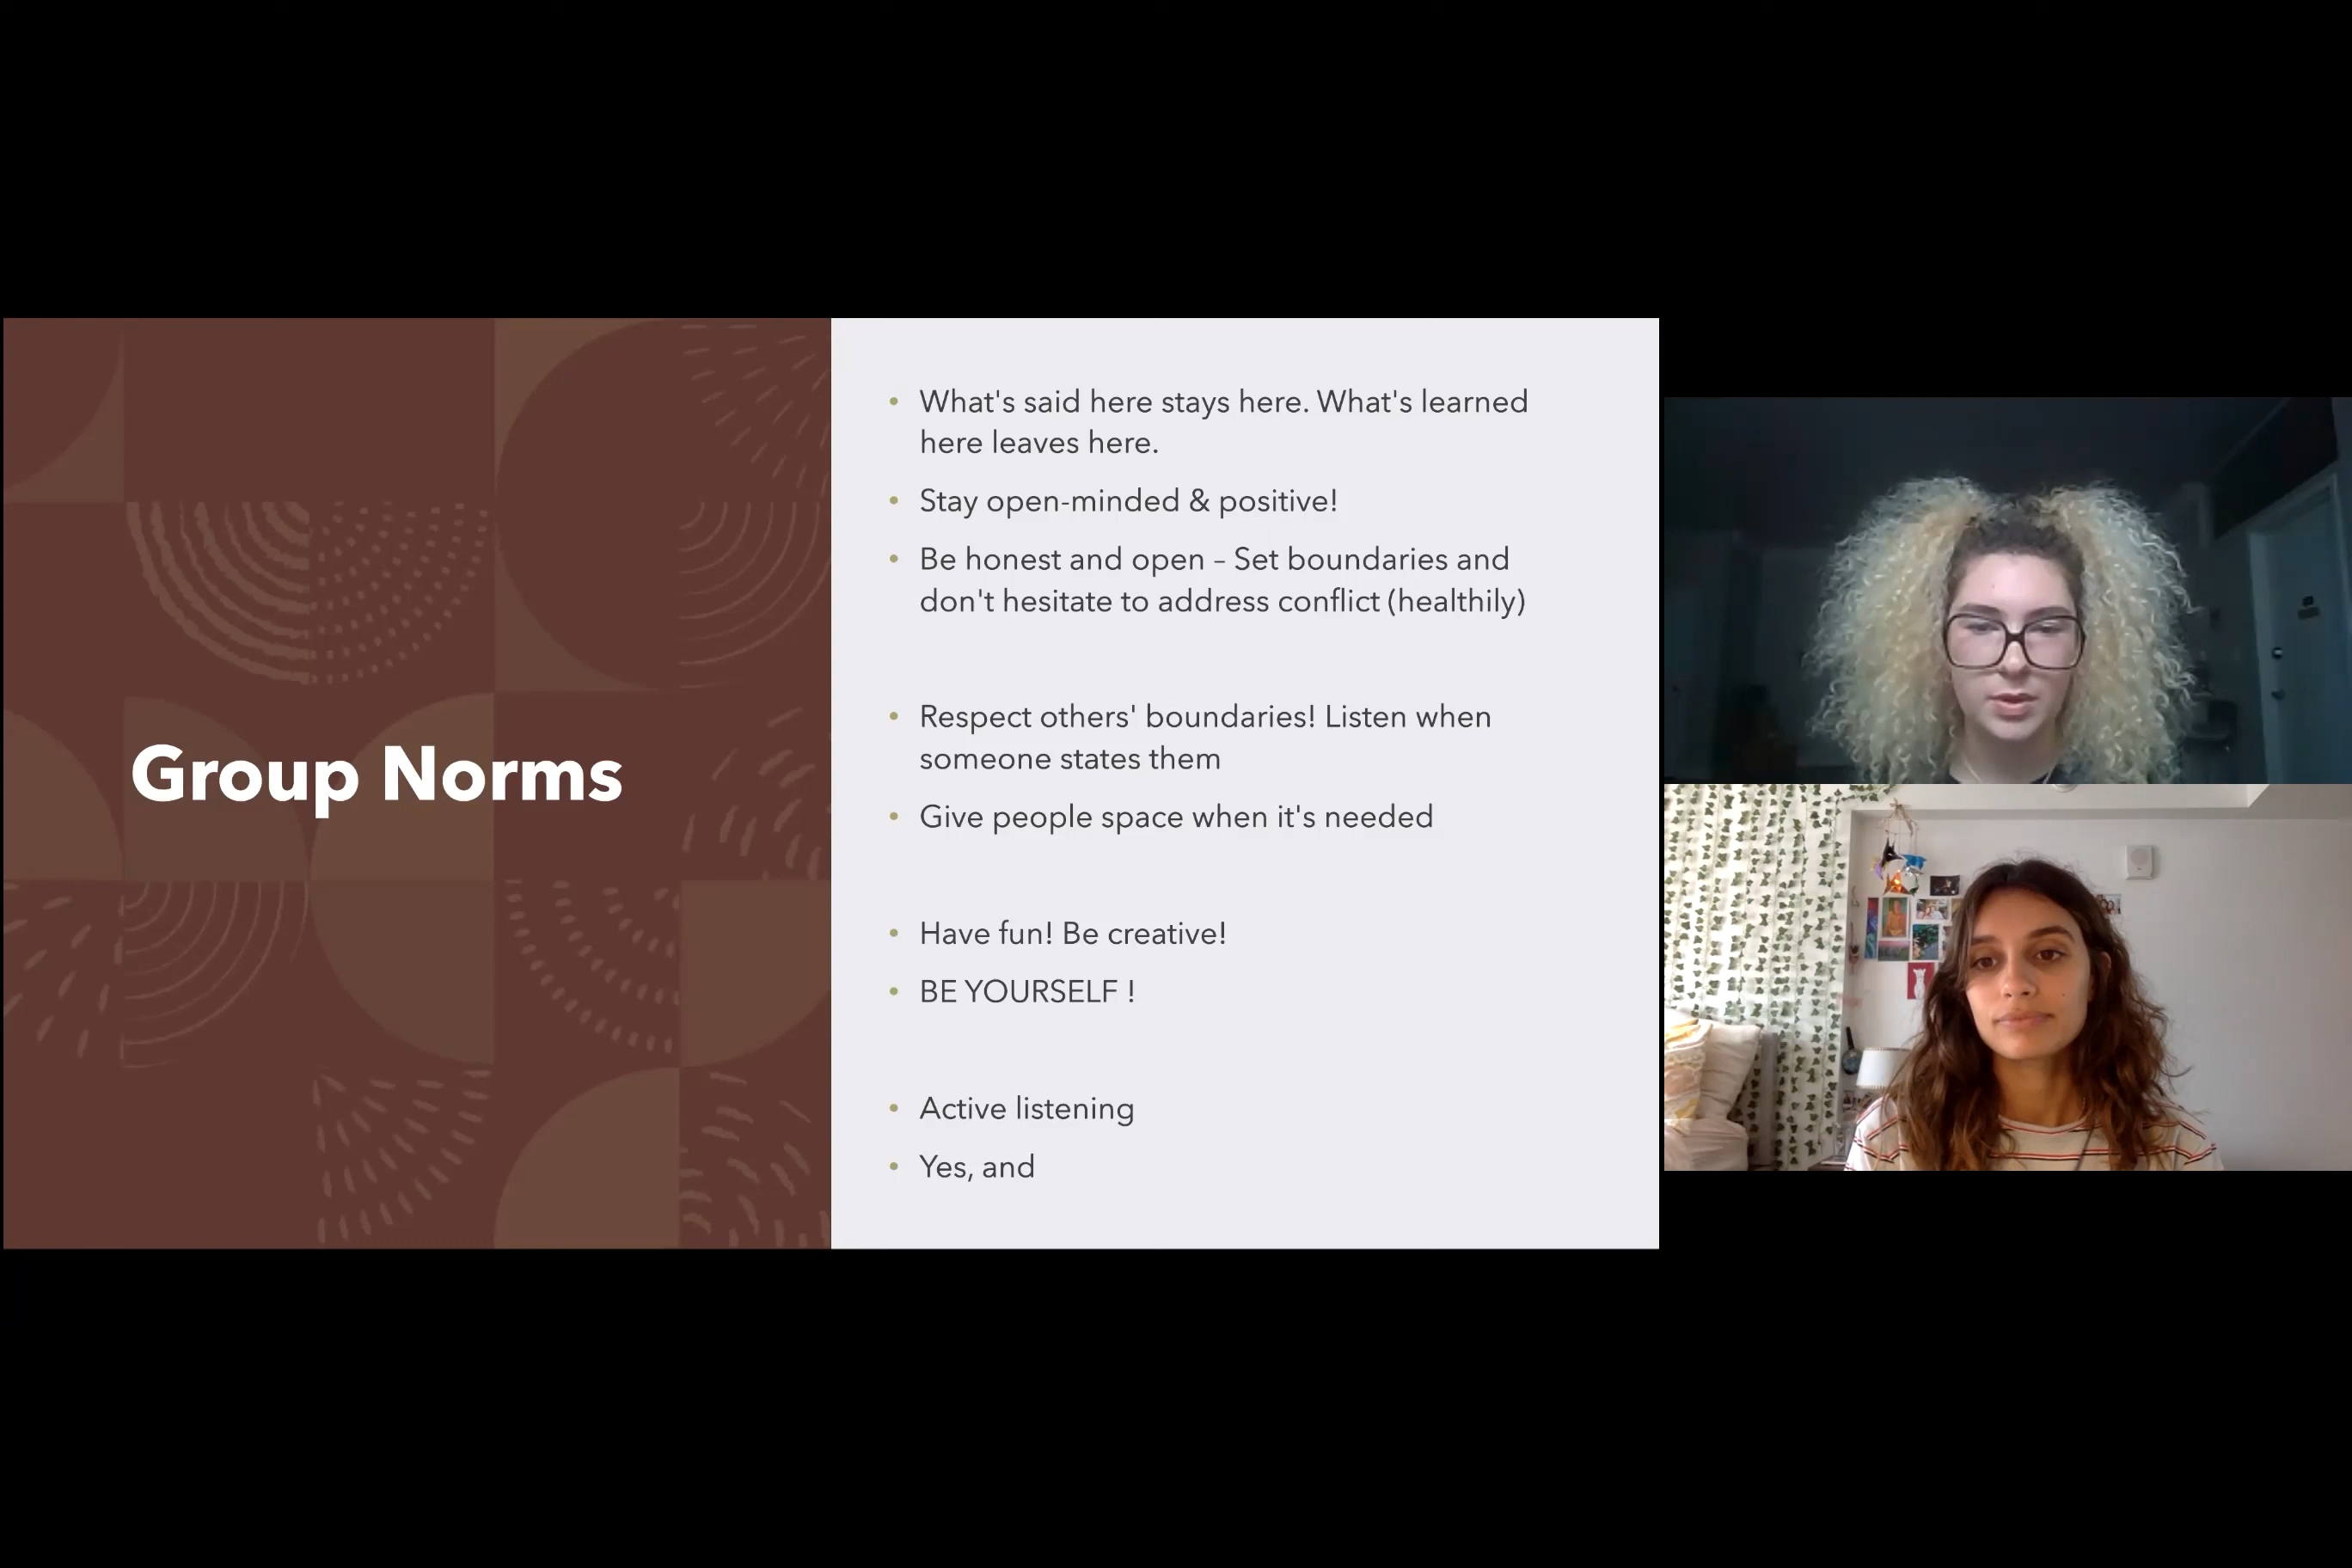 Group Norms
• What's said here stays here. What's learned
here leaves here.
• Stay open-minded & positive!
• Be honest and open – Set boundaries and
don't hesitate to address conflict (healthily)
• Respect others' boundaries! Listen when
someone states them
• Give people space when it's needed
• Have fun! Be creative!
• BE YOURSELF !
• Active listening
• Yes, and